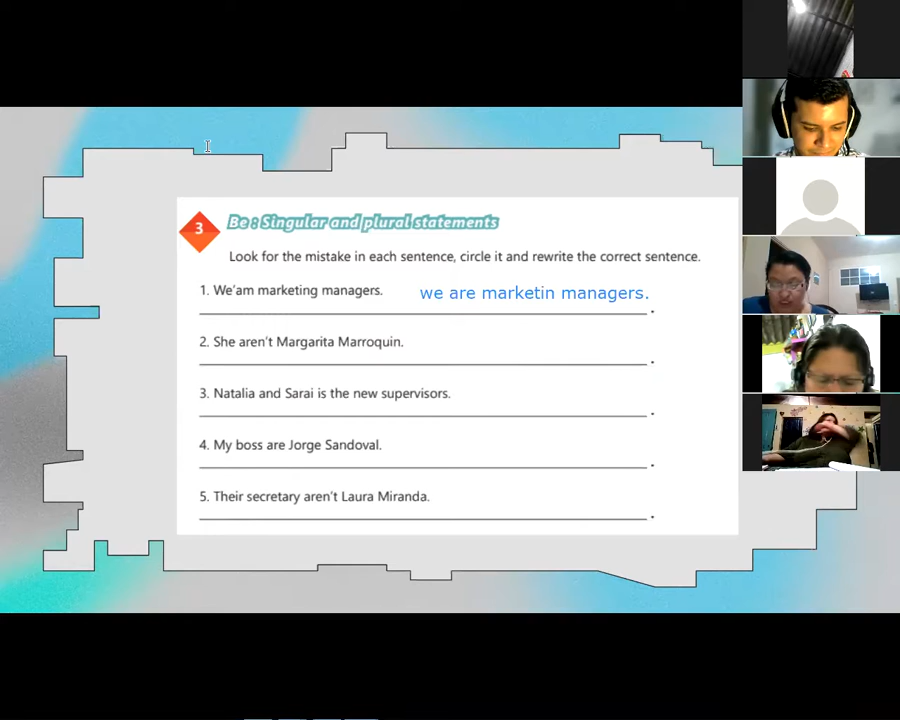 3
Be : Singular and plural statements
Look for the mistake in each sentence, circle it and rewrite the correct sentence.
1. We'am marketing managers. we are marketin managers.
.
2. She aren't Margarita Marroquin.
.
3. Natalia and Sarai is the new supervisors.
.
4. My boss are Jorge Sandoval.
.
5. Their secretary aren't Laura Miranda.
.